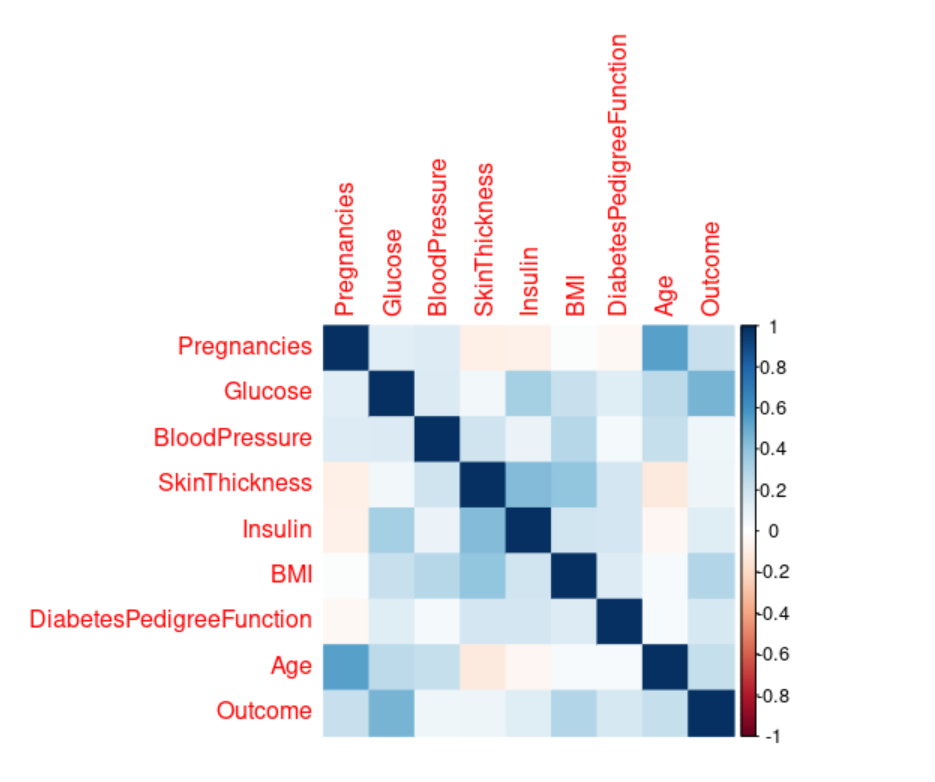 Pregnancies
Glucose
BloodPressure
SkinThickness
Insulin
BMI
DiabetesPedigreeFunction
Age
Outcome
Pregnancies
Glucose
BloodPressure
SkinThickness
Insulin
BMI
DiabetesPedigreeFunction
Age
Outcome
1
0.8
0.6
0.4
0.2
0
-0.2
-0.4
-0.6
-0.8
-1